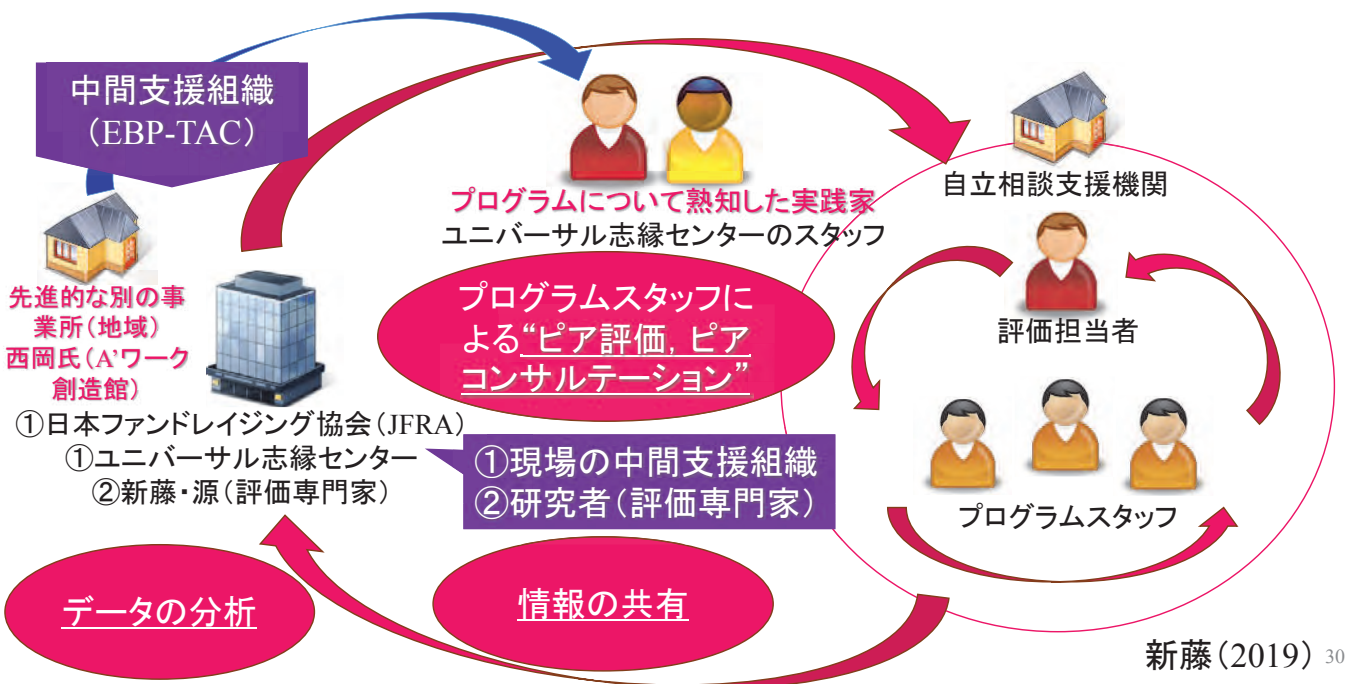 中間支援組織
（EBP-TAC）
プログラムについて熟知した実践家
ユニバーサル志縁センターのスタッフ
自立相談支援機関
評価担当者
プログラムスタッフ
先進的な別の事
業所（地域）
西岡氏（A’ワーク
創造館）
プログラムスタッフに
よる“ピア評価，ピア
コンサルテーション”
①日本ファンドレイジング協会（JFRA）
①ユニバーサル志縁センター
②新藤・源（評価専門家）
①現場の中間支援組織
②研究者（評価専門家）
データの分析
情報の共有
新藤（2019）
30